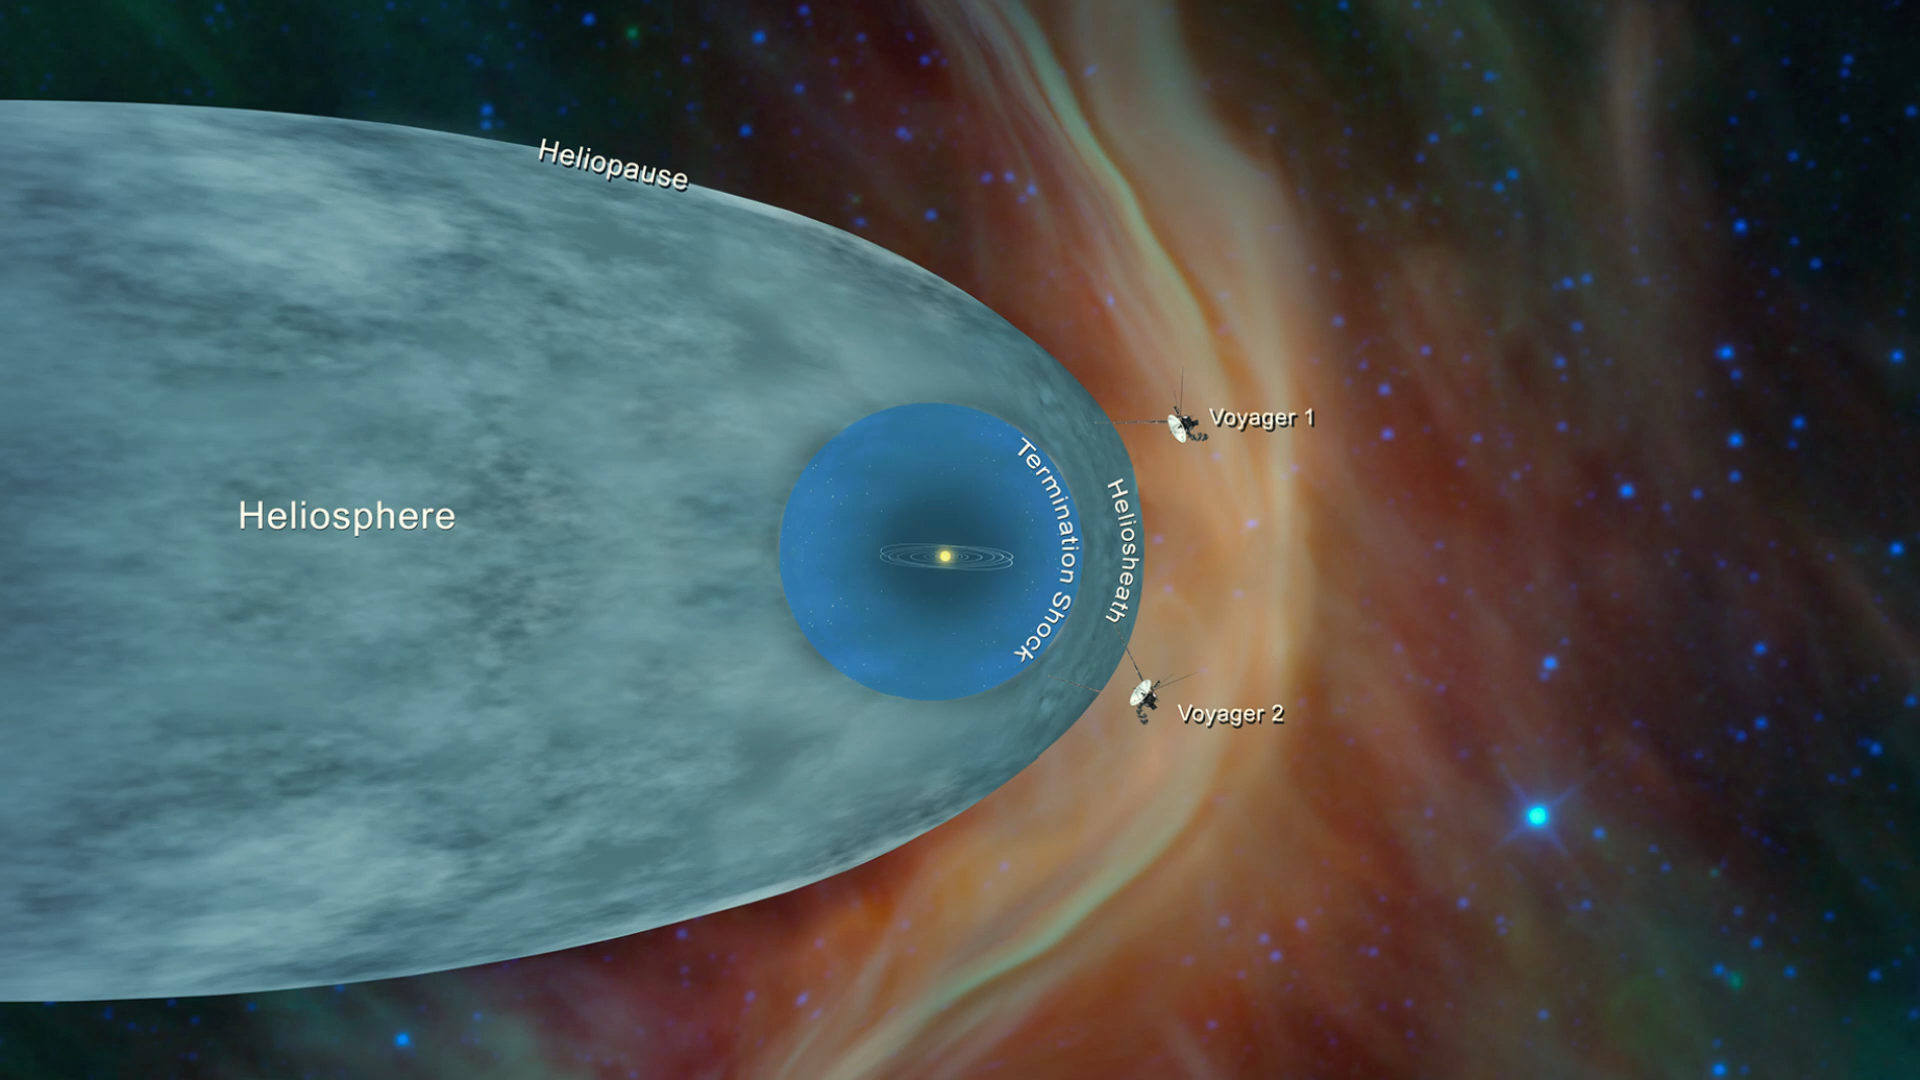 Heliopause
Voyager 1
Termination Shock
Heliosheath
Heliosphere
Voyager 2